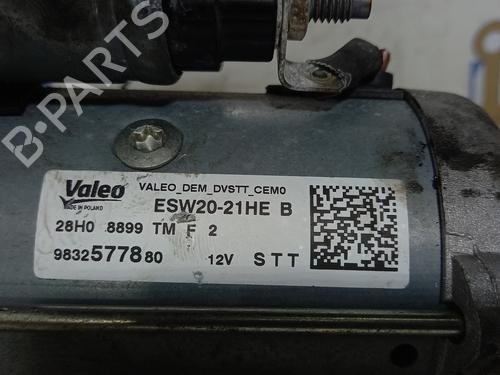 B-PARTS
Valeo
MADE IN POLAND
VALEO_DEM_DVSTT_CEM0
ESW20-21HE B
28H0 8899 TM F 2
9832577880 12V STT